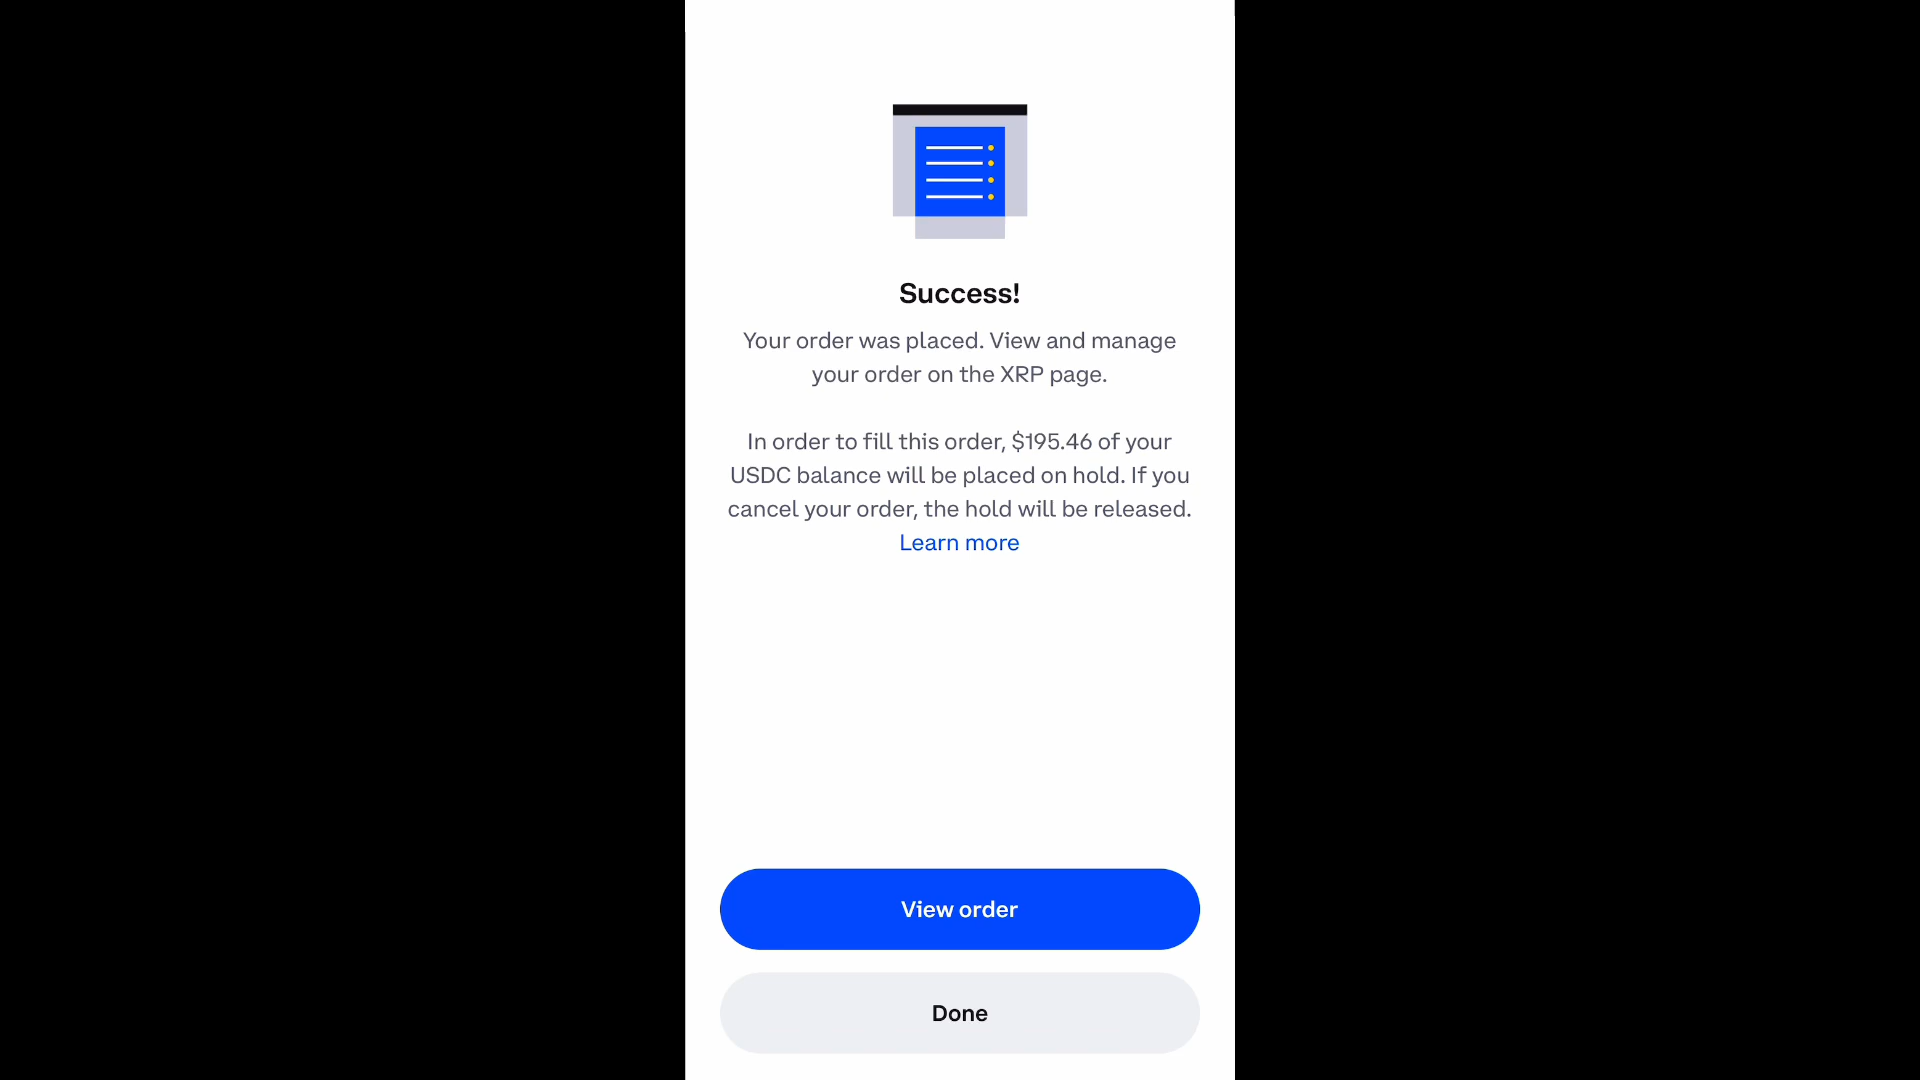 Success!
Your order was placed. View and manage
your order on the XRP page.
In order to fill this order, $195.46 of your
USDC balance will be placed on hold. If you
cancel your order, the hold will be released.
Learn more
View order
Done